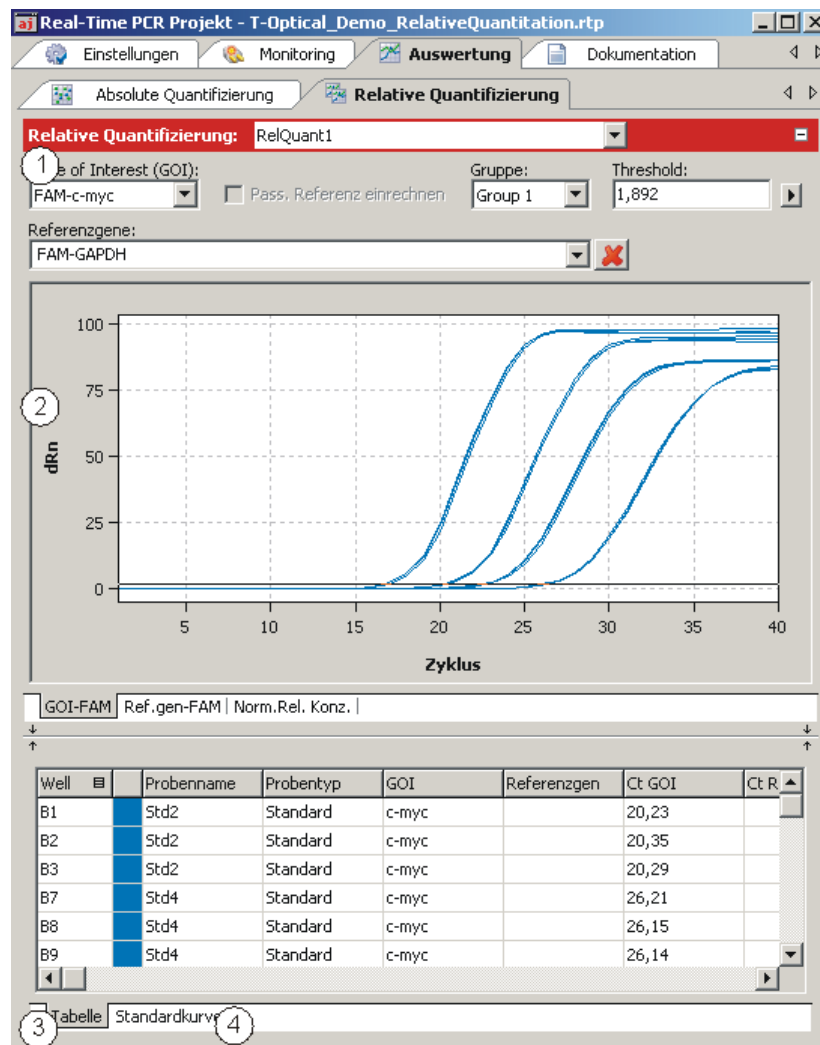 aj Real-Time PCR Projekt - T-Optical_Demo_RelativeQuantitation.rtp
Einstellungen Monitoring Auswertung Dokumentation
Absolute Quantifizierung Relative Quantifizierung
Relative Quantifizierung: RelQuant1
1 of Interest (GOI): Gruppe: Threshold:
FAM-c-myc Pass. Referenz einrechnen Group 1 1,892
Referenzgene:
FAM-GAPDH
100
75
2
50
dRn
25
0
5 10 15 20 25 30 35 40
Zyklus
GOI-FAM Ref.gen-FAM | Norm.Rel. Konz. |
Well Probenname Probentyp GOI Referenzgen Ct GOI Ct R
B1 Std2 Standard c-myc 20,23
B2 Std2 Standard c-myc 20,35
B3 Std2 Standard c-myc 20,29
B7 Std4 Standard c-myc 26,21
B8 Std4 Standard c-myc 26,15
B9 Std4 Standard c-myc 26,14
3 Tabelle Standardkurve 4